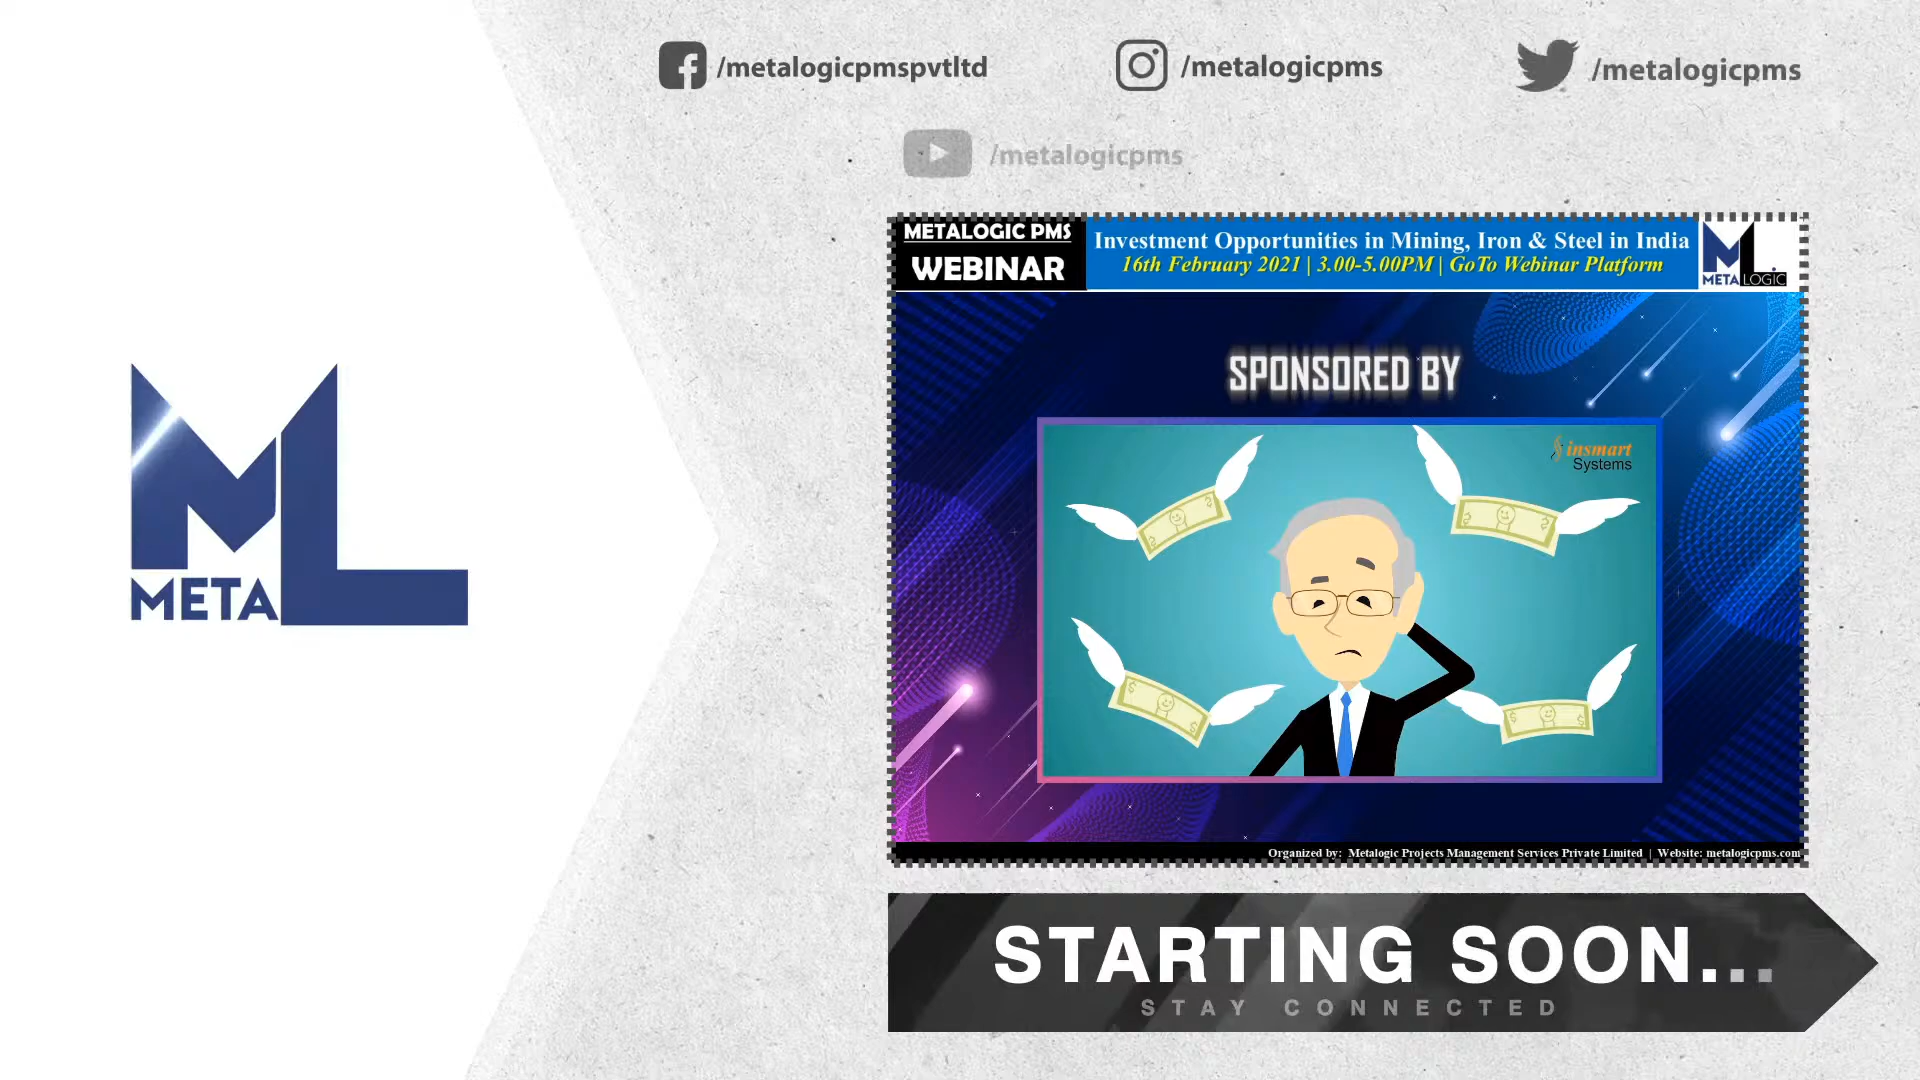 /metalogicpmspvtltd
/metalogicpms
/metalogicpms
/metalogicpms
METALOGIC PMS
WEBINAR
Investment Opportunities in Mining, Iron & Steel in India
16th February 2021 | 3.00-5.00PM | GoTo Webinar Platform
ML
META LOGIC
SPONSORED BY
insmart
Systems
ML
META
Organized by: Metalogic Projects Management Services Private Limited | Website: metalogicpms.com
STARTING SOON...
STAY CONNECTED